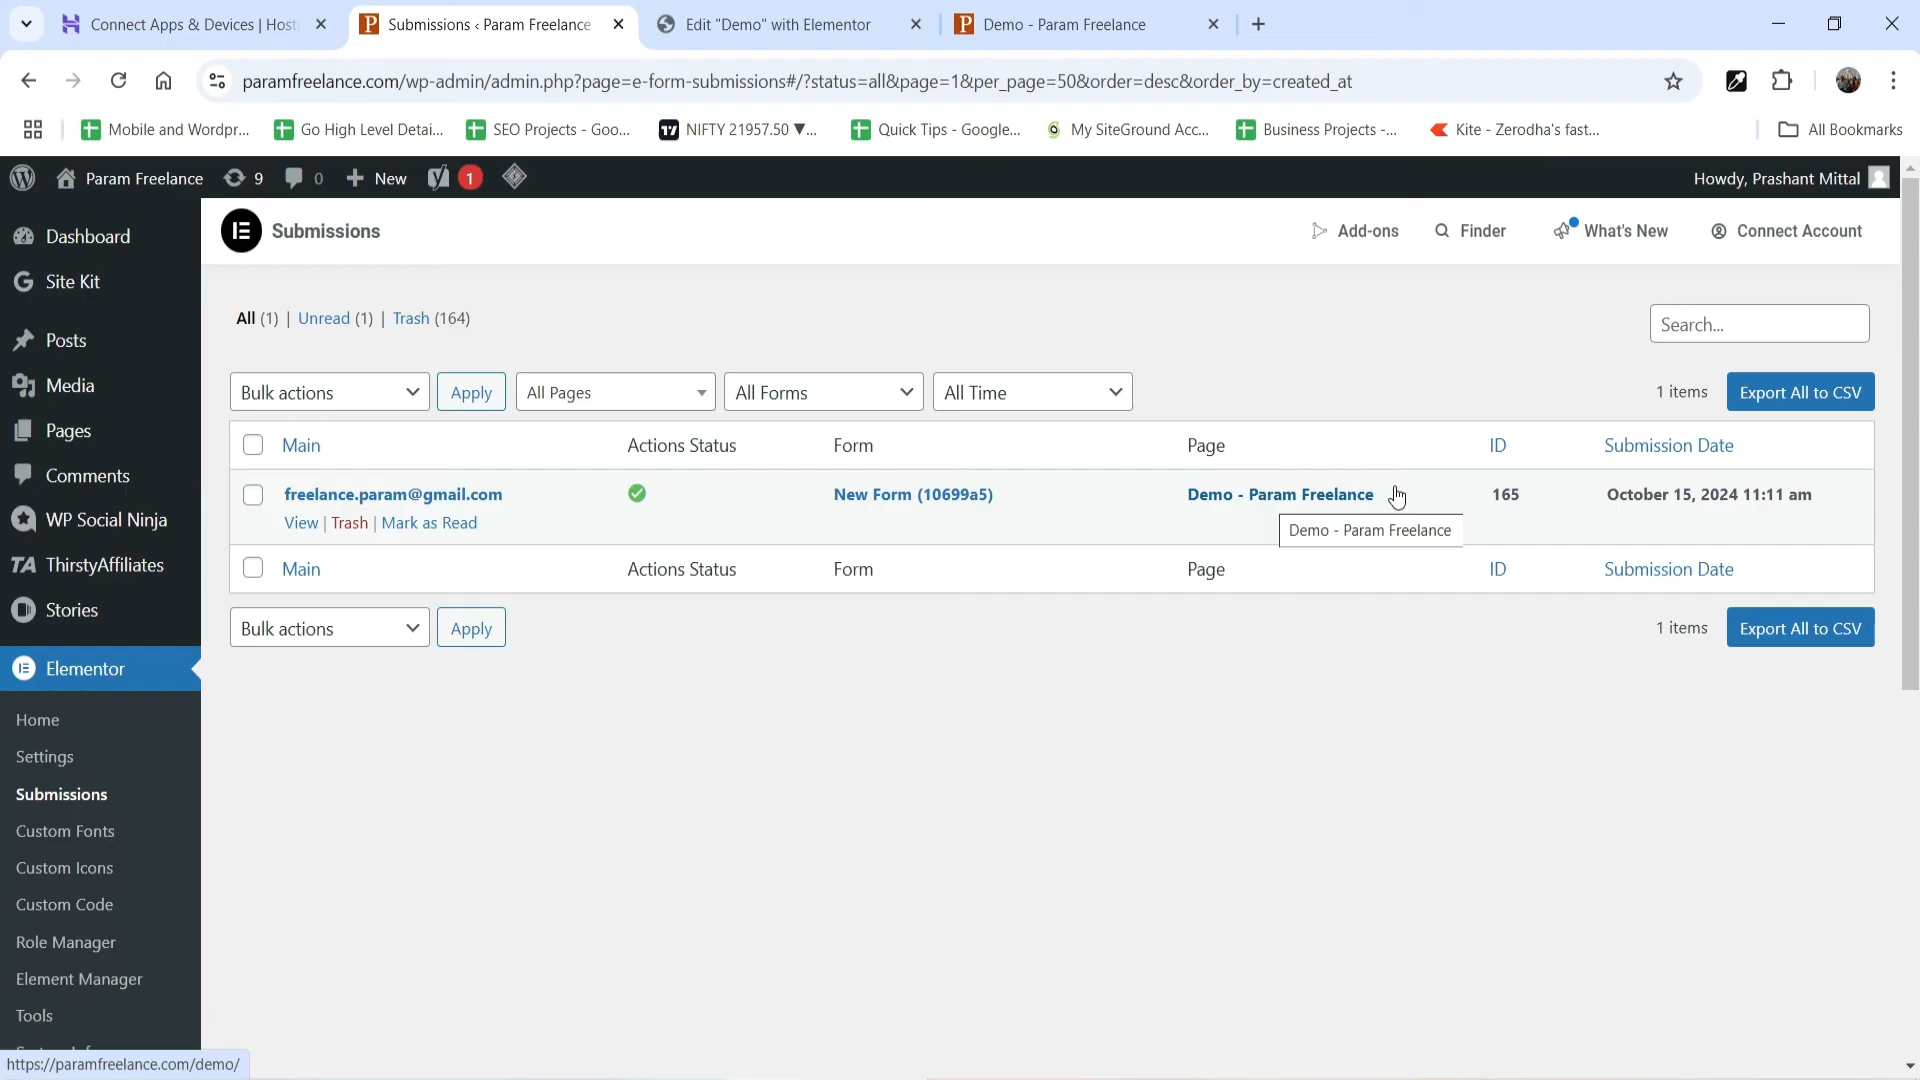 Connect Apps & Devices | Hosti
Submissions ‹ Param Freelance
Edit "Demo" with Elementor
Demo - Param Freelance
paramfreelance.com/wp-admin/admin.php?page=e-form-submissions#/?status=all&page=1&per_page=50&order=desc&order_by=created_at
Mobile and Wordpr...
Go High Level Detai...
SEO Projects - Goo...
NIFTY 21957.50 ▼...
Quick Tips - Google...
My SiteGround Acc...
Business Projects -...
Kite - Zerodha's fast...
All Bookmarks
Param Freelance
9
0
New
1
Howdy, Prashant Mittal
Dashboard
Site Kit
Posts
Media
Pages
Comments
WP Social Ninja
ThirstyAffiliates
Stories
Elementor
Home
Settings
Submissions
Custom Fonts
Custom Icons
Custom Code
Role Manager
Element Manager
Tools
https://paramfreelance.com/demo/
Submissions
Add-ons
Finder
What's New
Connect Account
All (1) | Unread (1) | Trash (164)
Search...
Bulk actions
Apply
All Pages
All Forms
All Time
1 items
Export All to CSV
Main Actions Status Form Page ID Submission Date
freelance.param@gmail.com New Form (10699a5) Demo - Param Freelance 165 October 15, 2024 11:11 am
View | Trash | Mark as Read
Demo - Param Freelance
Main Actions Status Form Page ID Submission Date
Bulk actions
Apply
1 items
Export All to CSV